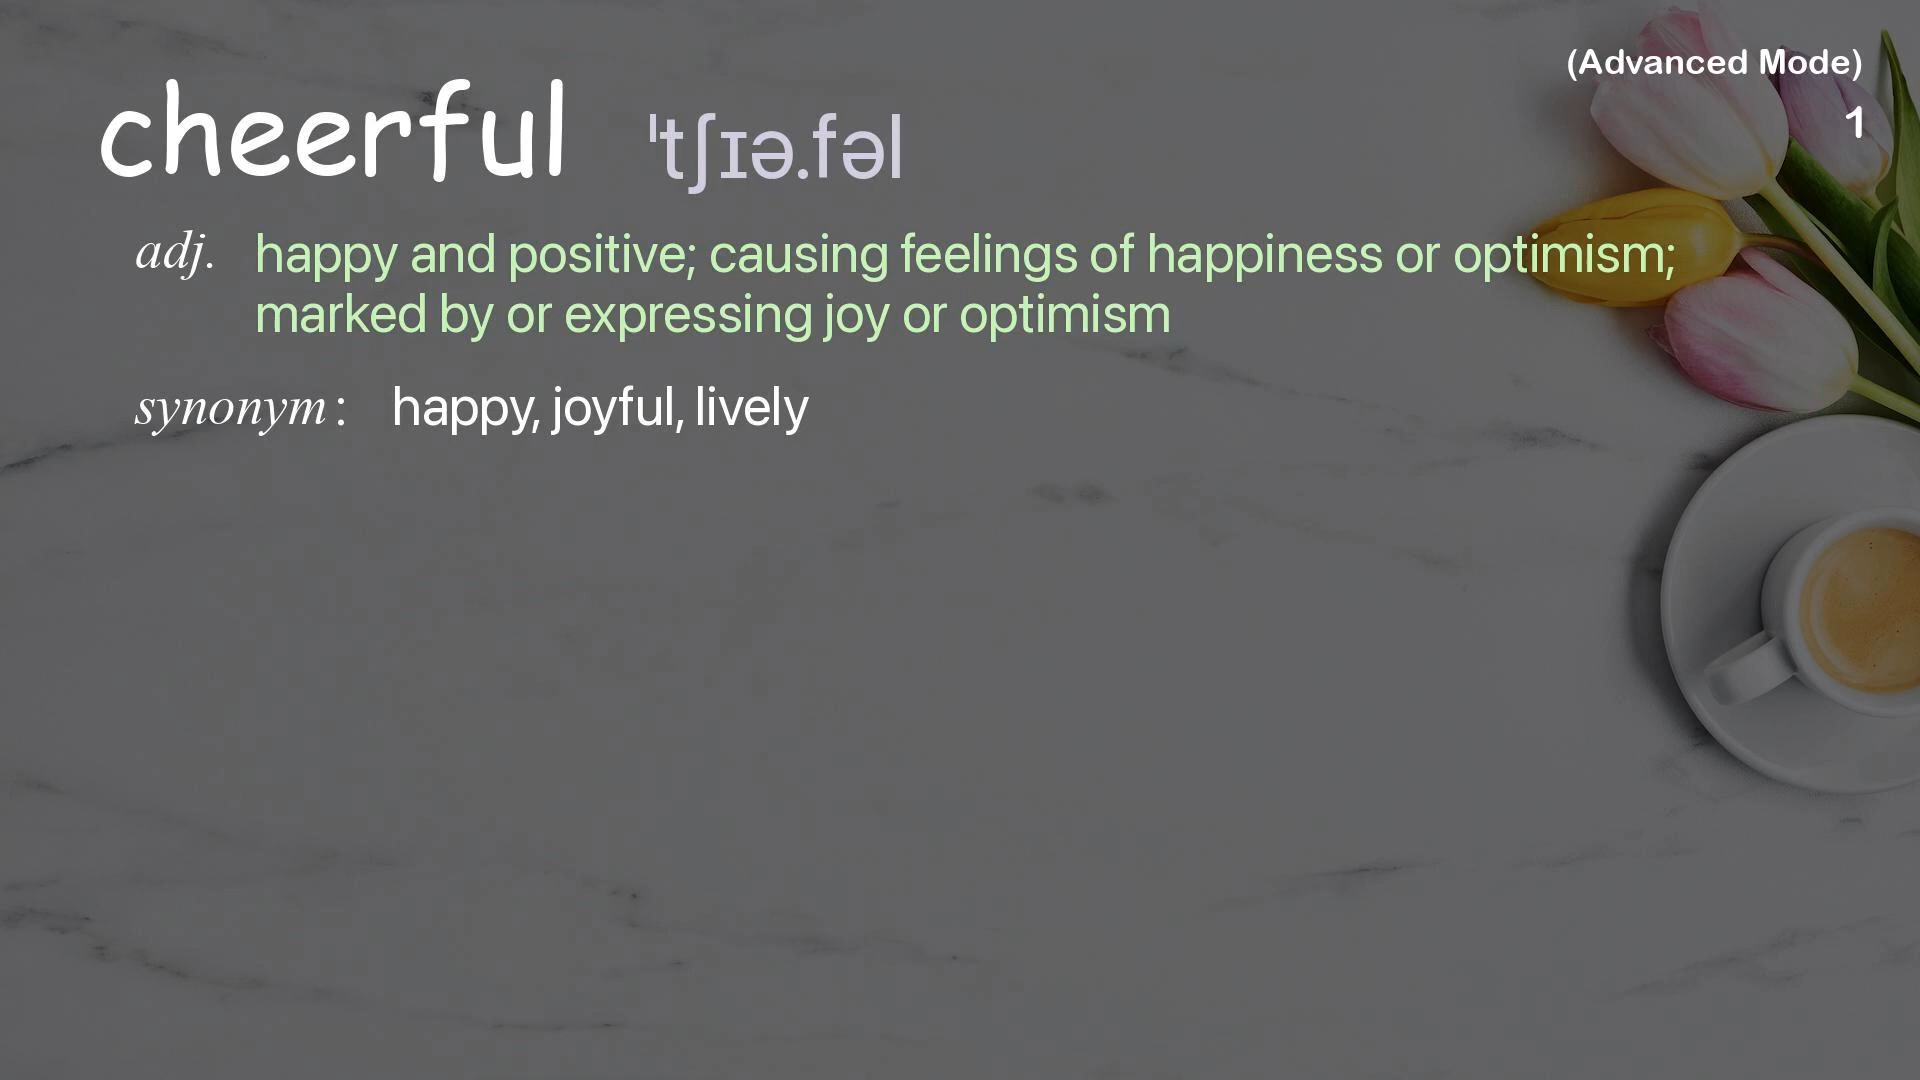 (Advanced Mode)
1
cheerful ˈtʃɪə.fəl
adj. happy and positive; causing feelings of happiness or optimism;
marked by or expressing joy or optimism
synonym: happy, joyful, lively